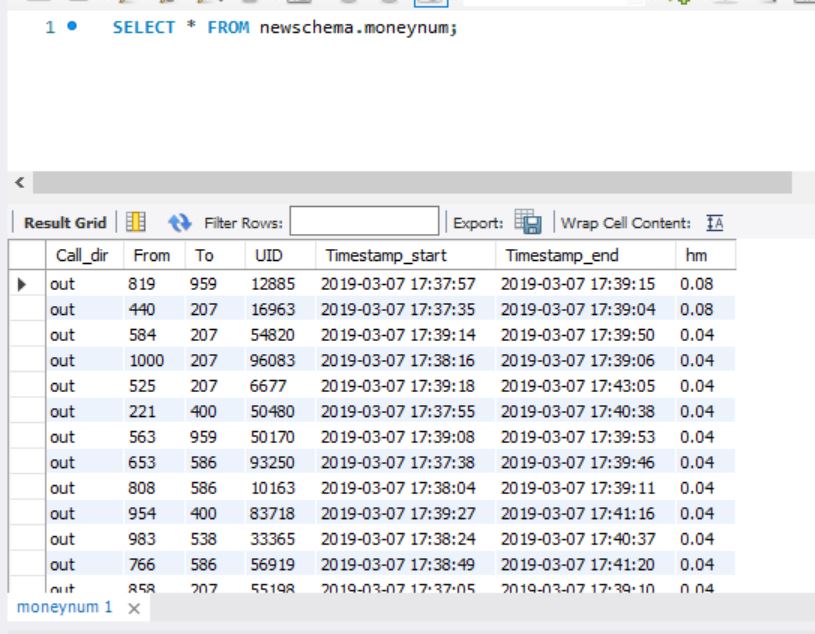 1 SELECT * FROM newschema.moneynum;
Result Grid Filter Rows: Export: Wrap Cell Content: IA
Call_dir From To UID Timestamp_start Timestamp_end hm
out 819 959 12885 2019-03-07 17:37:57 2019-03-07 17:39:15 0.08
out 440 207 16963 2019-03-07 17:37:35 2019-03-07 17:39:04 0.08
out 584 207 54820 2019-03-07 17:39:14 2019-03-07 17:39:50 0.04
out 1000 207 96083 2019-03-07 17:38:16 2019-03-07 17:39:06 0.04
out 525 207 6677 2019-03-07 17:39:18 2019-03-07 17:43:05 0.04
out 221 400 50480 2019-03-07 17:37:55 2019-03-07 17:40:38 0.04
out 563 959 50170 2019-03-07 17:39:08 2019-03-07 17:39:53 0.04
out 653 586 93250 2019-03-07 17:37:38 2019-03-07 17:39:46 0.04
out 808 586 10163 2019-03-07 17:38:04 2019-03-07 17:39:11 0.04
out 954 400 83718 2019-03-07 17:39:27 2019-03-07 17:41:16 0.04
out 983 538 33365 2019-03-07 17:38:24 2019-03-07 17:40:37 0.04
out 766 586 56919 2019-03-07 17:38:49 2019-03-07 17:41:20 0.04
out 858 207 55198 2019-03-07 17:37:05 2019-03-07 17:39:10 0.04
moneynum 1